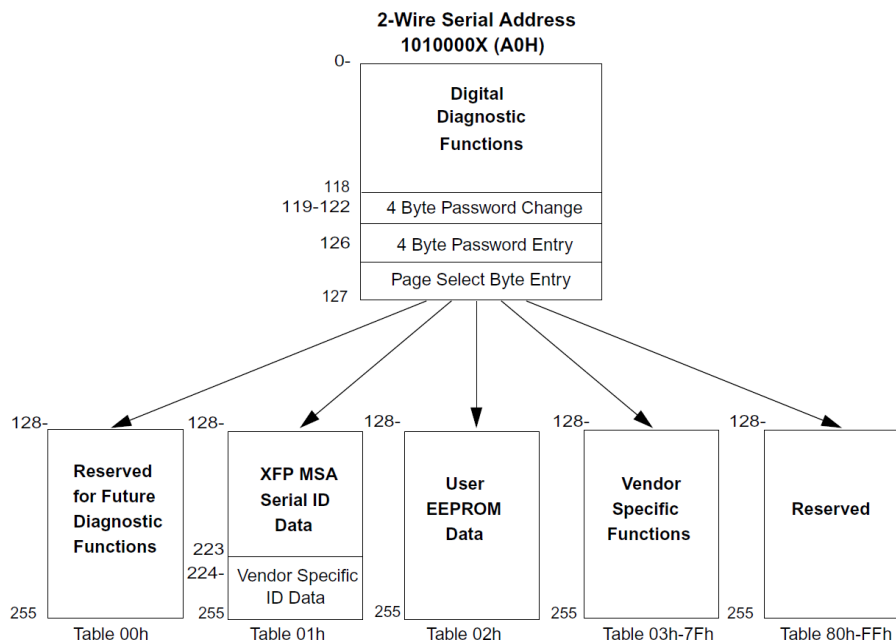 2-Wire Serial Address
1010000X (A0H)
0-
Digital
Diagnostic
Functions
118
119-122
4 Byte Password Change
126
4 Byte Password Entry
Page Select Byte Entry
127
128-
128-
128-
128-
128-
Reserved
for Future
Diagnostic
Functions
255
Table 00h
XFP MSA
Serial ID
Data
223
224-
Vendor Specific
ID Data
255
Table 01h
User
EEPROM
Data
255
Table 02h
Vendor
Specific
Functions
255
Table 03h-7Fh
Reserved
255
Table 80h-FFh